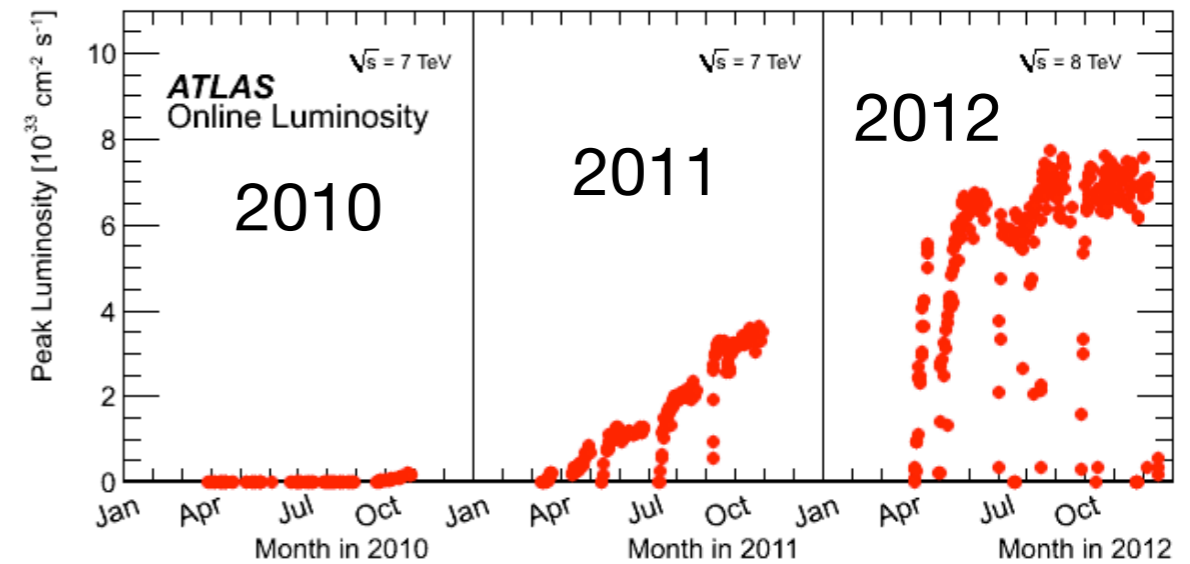 Peak Luminosity [10³³ cm⁻² s⁻¹]
10
8
6
4
2
0
ATLAS
Online Luminosity
√s = 7 TeV
2010
√s = 7 TeV
2011
√s = 8 TeV
2012
Jan Apr Jul Oct Jan Apr Jul Oct Jan Apr Jul Oct
Month in 2010 Month in 2011 Month in 2012